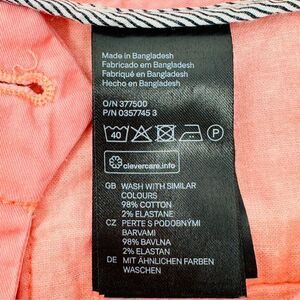 Made in Bangladesh
Fabricado em Bangladesh
Fabriqué en Bangladesh
Hecho en Bangladesh
O/N 377500
P/N 0357745 3
40 P
clevercare.info
GB WASH WITH SIMILAR
COLOURS
98% COTTON
2% ELASTANE
CZ PERTE S PODOBNÝMI
BARVAMI
98% BAVLNA
2% ELASTAN
DE MIT ÄHNLICHEN FARBEN
WASCHEN